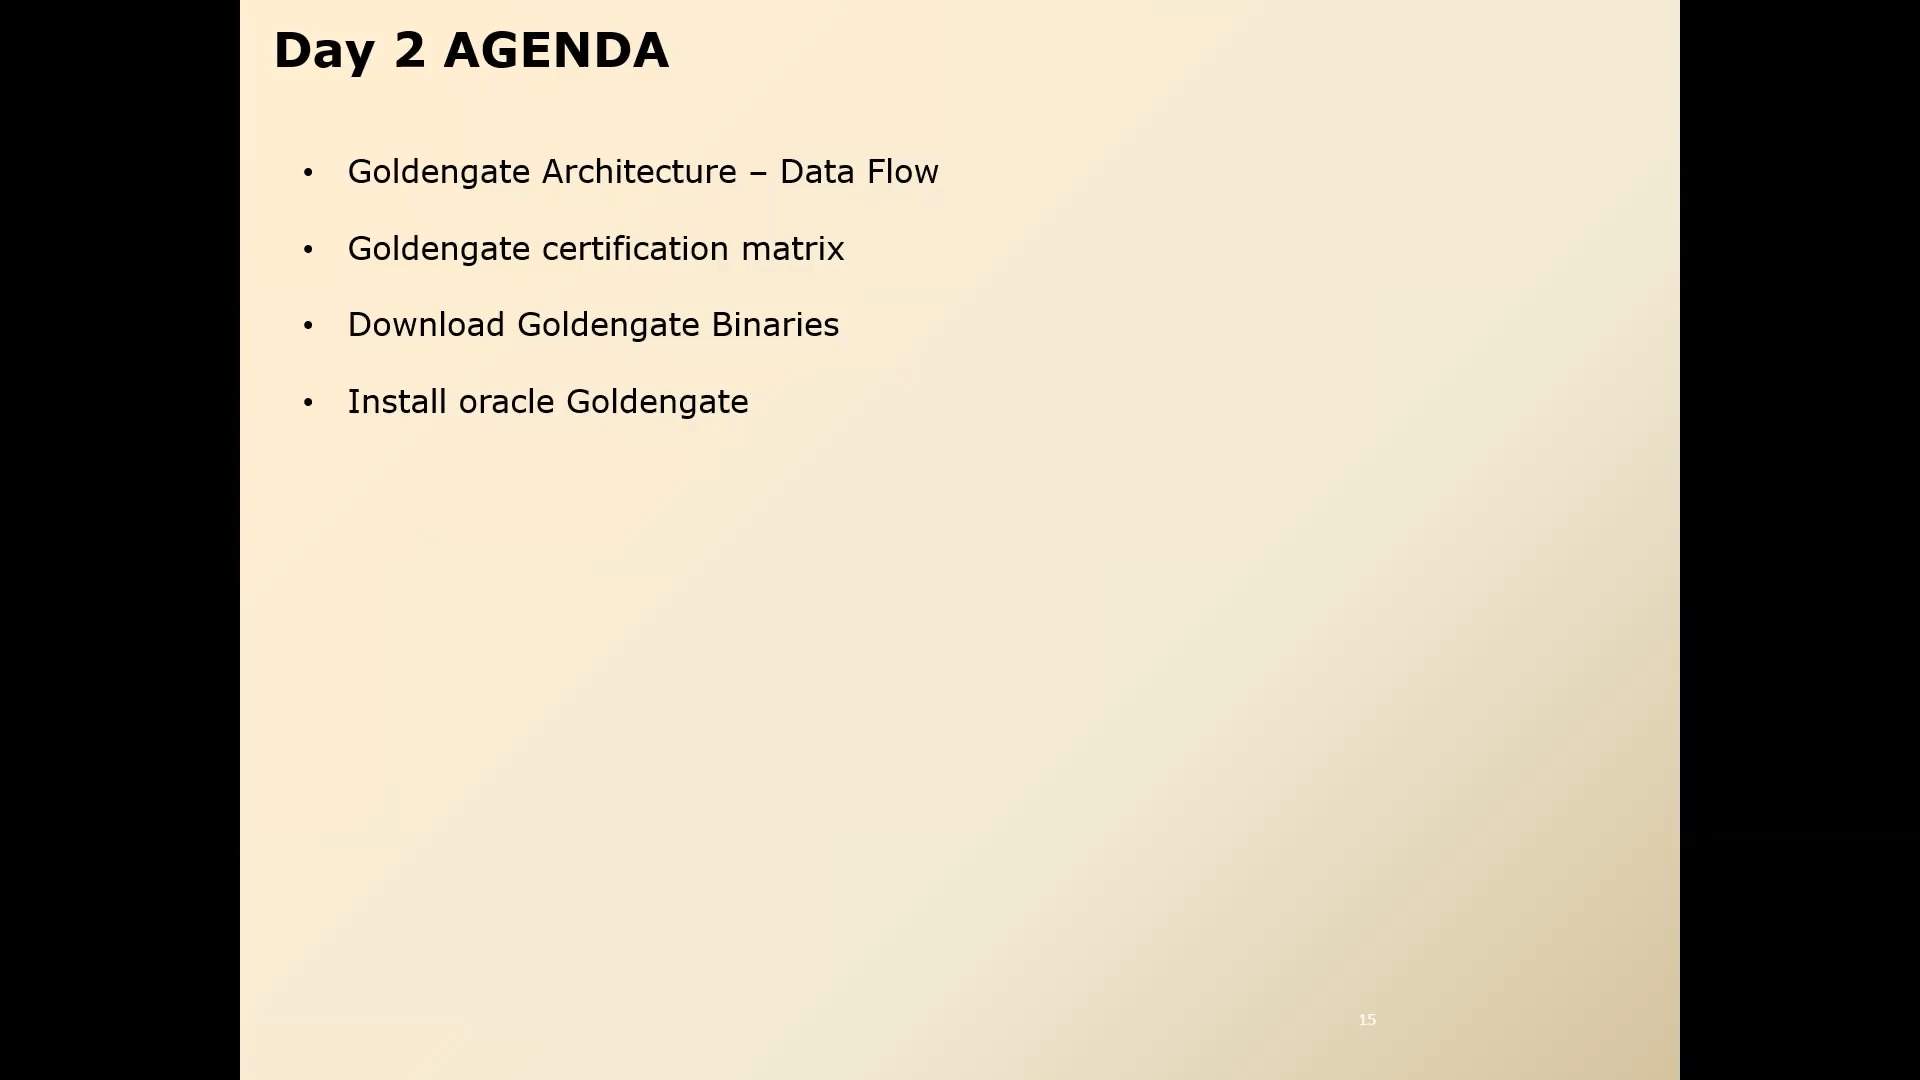 Day 2 AGENDA
• Goldengate Architecture – Data Flow
• Goldengate certification matrix
• Download Goldengate Binaries
• Install oracle Goldengate
15